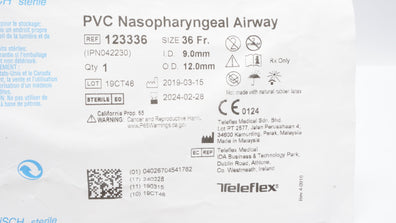 PVC Nasopharyngeal Airway
REF 123336 SIZE 36 Fr.
(IPN042230) I.D. 9.0mm
Qty 1 O.D. 12.0mm
Rx Only
LOT 19CT46 2019-03-15
Not made with natural rubber latex
STERILE EO 2024-02-28
CE 0124
California Prop. 65
WARNING: Cancer and Reproductive Harm.
www.P65Warnings.ca.gov
Teleflex Medical Sdn. Bhd.
Lot PT 2577, Jalan Perusahaan 4,
34600 Kamunting, Perak, Malaysia
EC REP Teleflex Medical
IDA Business & Technology Park,
Dublin Road, Athlone,
Co. Westmeath, Ireland
(01) 04026704541762
(17) 240228
(11) 190315
(10) 19CT46
Teleflex